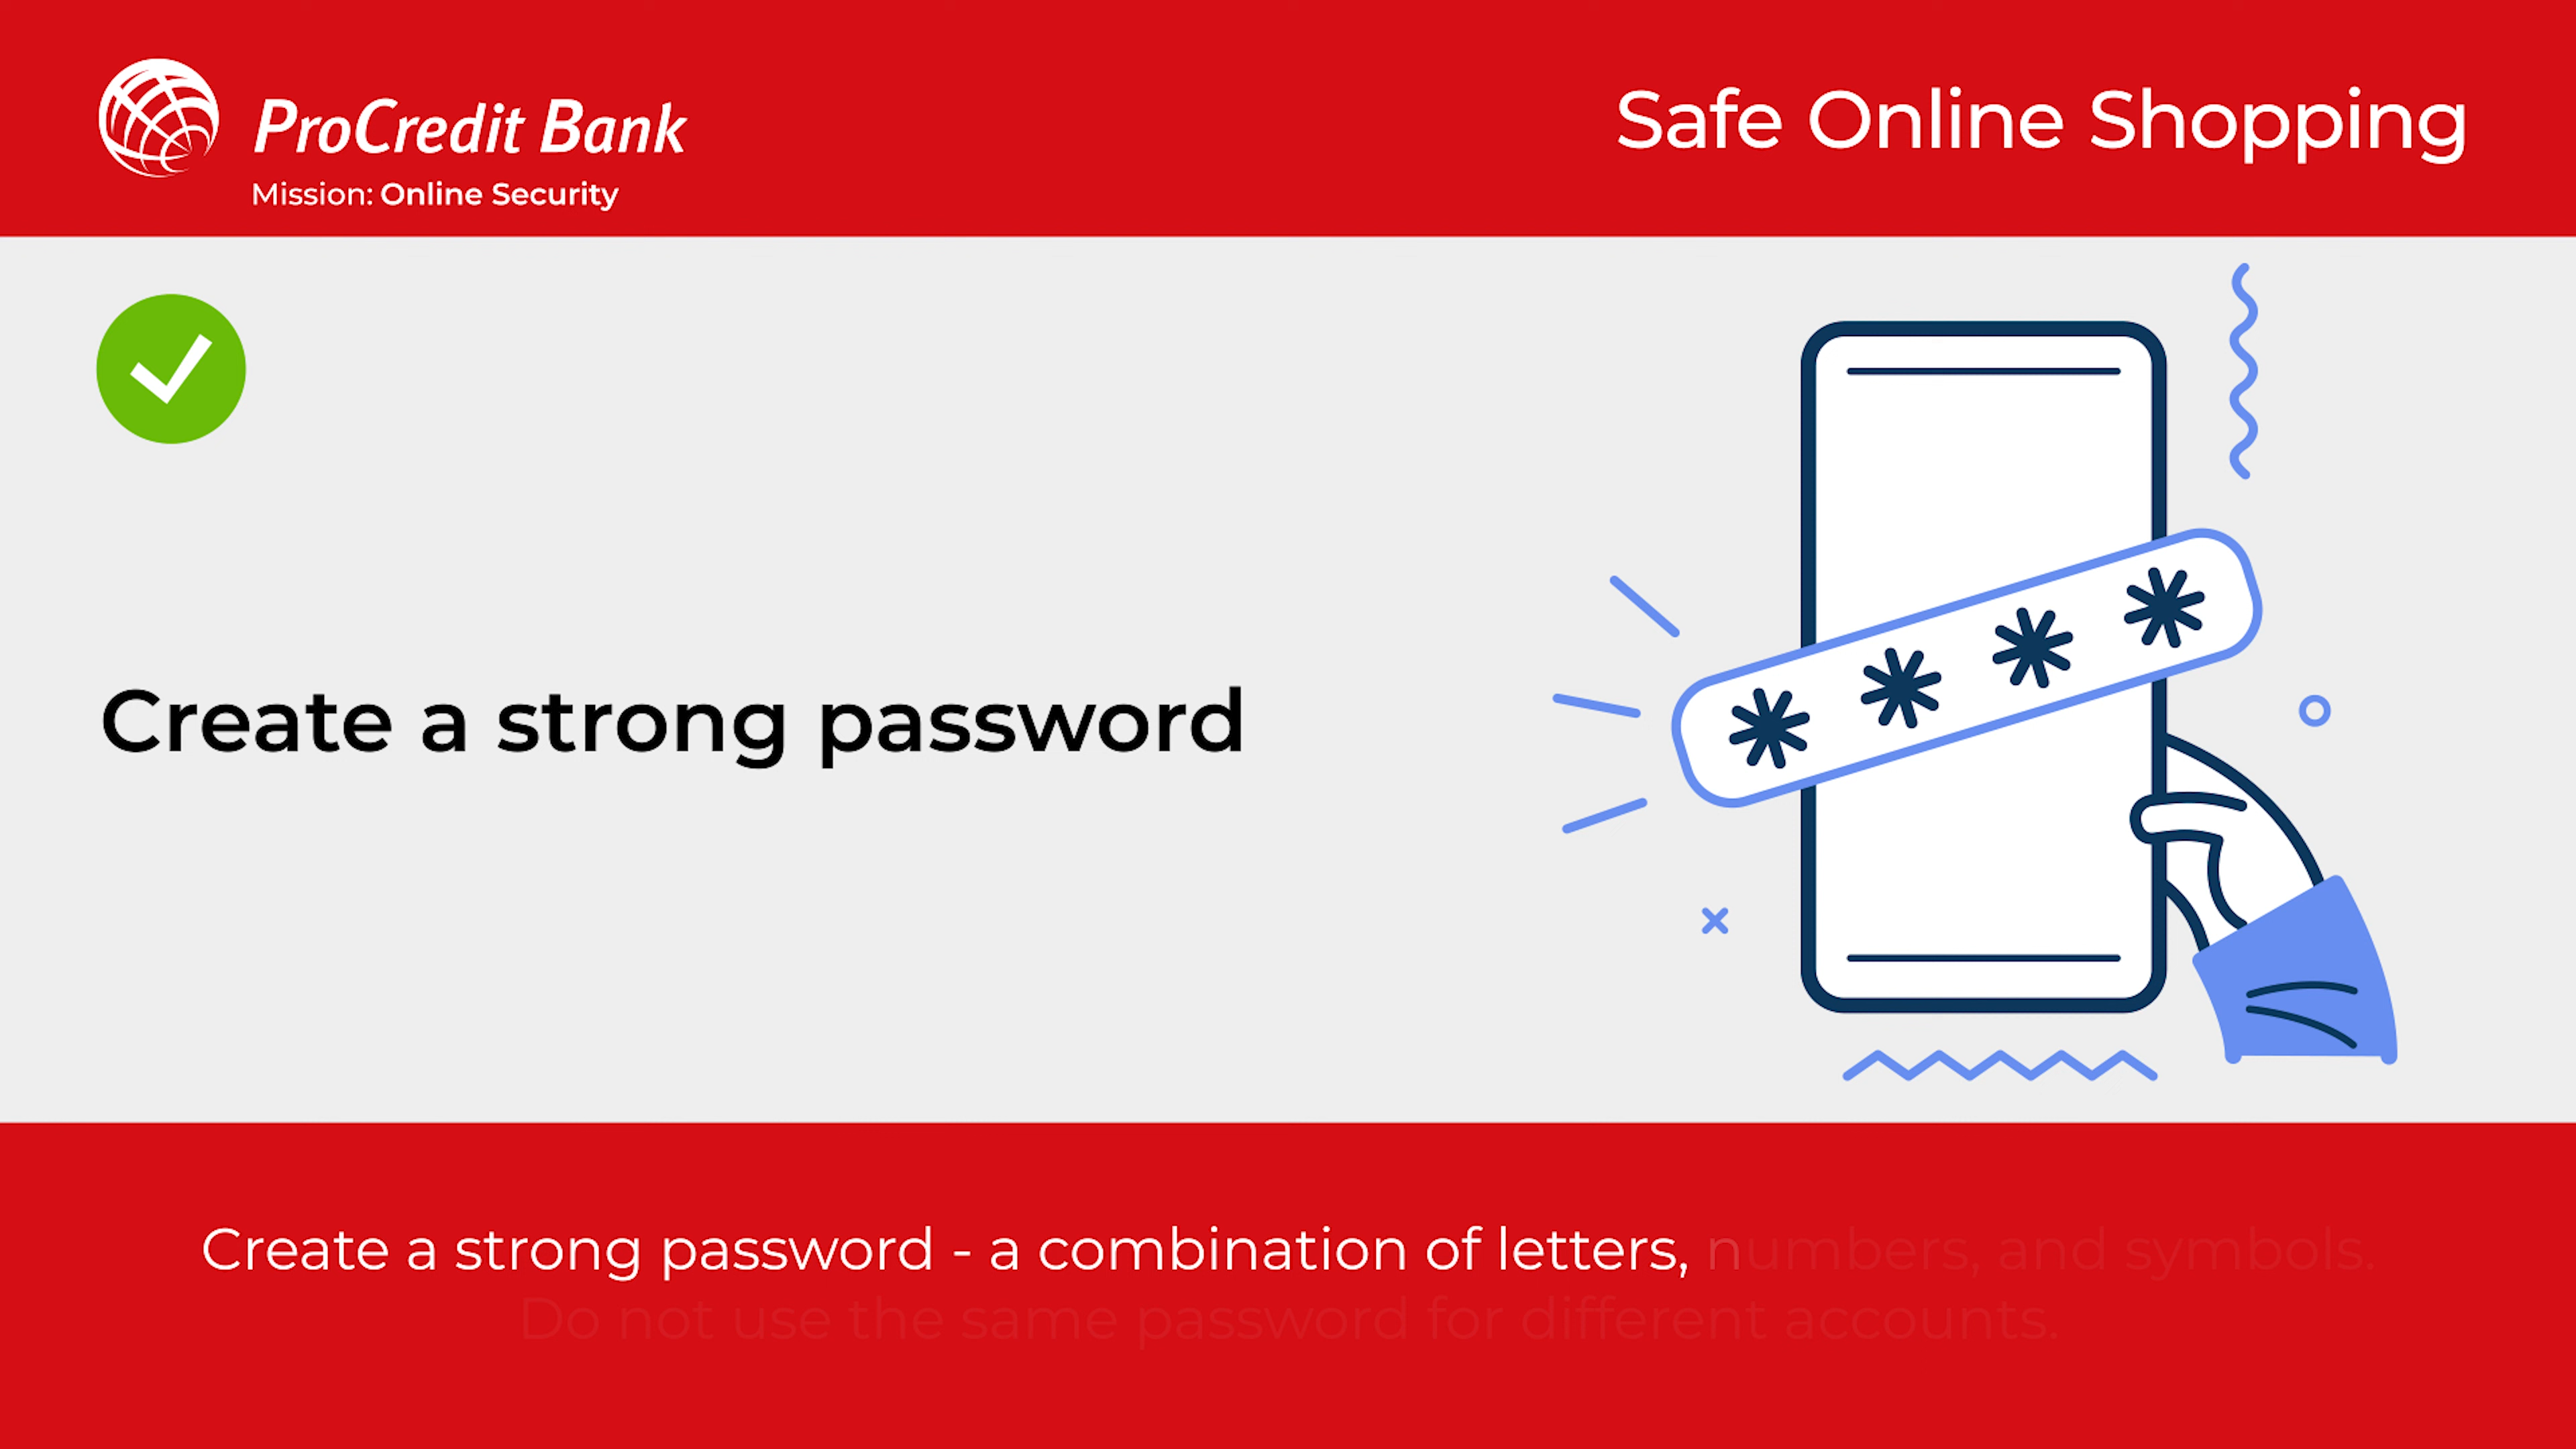 ProCredit Bank
Mission: Online Security
Safe Online Shopping
Create a strong password
Create a strong password - a combination of letters, numbers, and symbols.
Do not use the same password for different accounts.